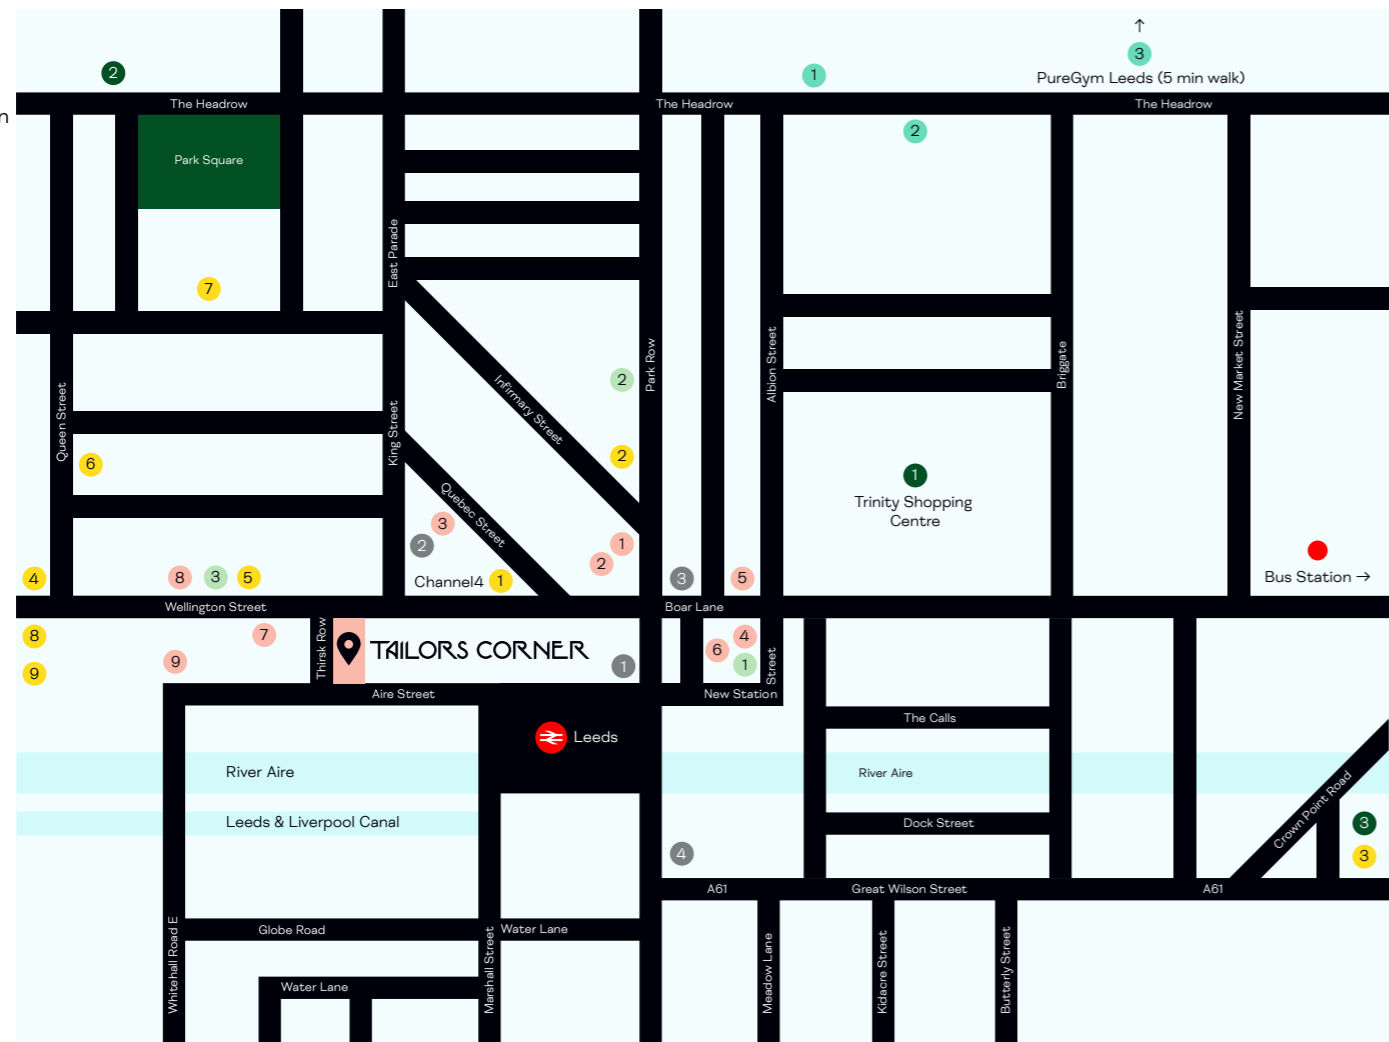 ↑
3
PureGym Leeds (5 min walk)
2
1
The Headrow
The Headrow
The Headrow
n
2
Park Square
East Parade
7
Infirmary Street
Park Row
Albion Street
Briggate
New Market Street
2
Queen Street
King Street
2
6
Quebec Street
1
Trinity Shopping
Centre
3
2
1
2
Bus Station →
4
8
3
5
Channel4
1
3
5
Wellington Street
Boar Lane
8
9
7
9
Thirsk Row
TAILORS CORNER
1
6
4
1
Street
Aire Street
New Station
The Calls
Leeds
River Aire
River Aire
Leeds & Liverpool Canal
Dock Street
Crown Point Road
3
3
4
A61
Great Wilson Street
A61
Whitehall Road E
Globe Road
Marshall Street
Water Lane
Water Lane
Meadow Lane
Kidacre Street
Butterly Street